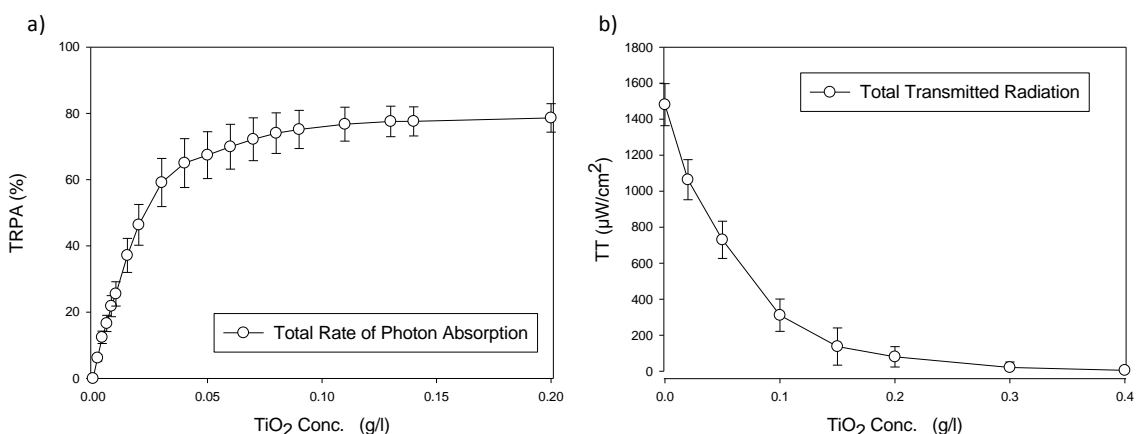 a)
100
80
60
40
20
0
TRPA (%)
Total Rate of Photon Absorption
0.00 0.05 0.10 0.15 0.20
TiO2 Conc. (g/l)
b)
1800
1600
1400
1200
1000
800
600
400
200
0
TT (µW/cm²)
Total Transmitted Radiation
0.0 0.1 0.2 0.3 0.4
TiO2 Conc. (g/l)